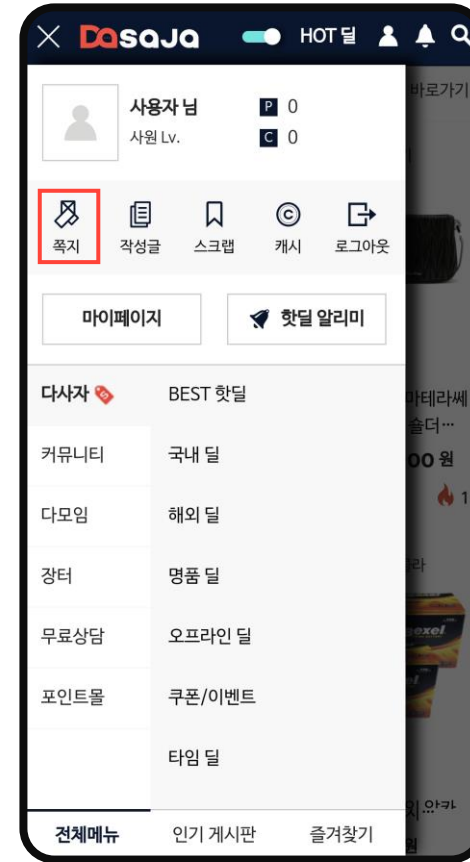 DasaJa HOT딜
바로가기
사용자 님 P 0
사원 Lv. C 0
쪽지 작성글 스크랩 캐시 로그아웃
마이페이지 핫딜 알리미
다사자 BEST 핫딜
마테라쎄
숄더…
커뮤니티 국내 딜
00 원
다모임 해외 딜
1
장터 명품 딜
무료상담 오프라인 딜
포인트몰 쿠폰/이벤트
타임 딜
원
전체메뉴 인기 게시판 즐겨찾기